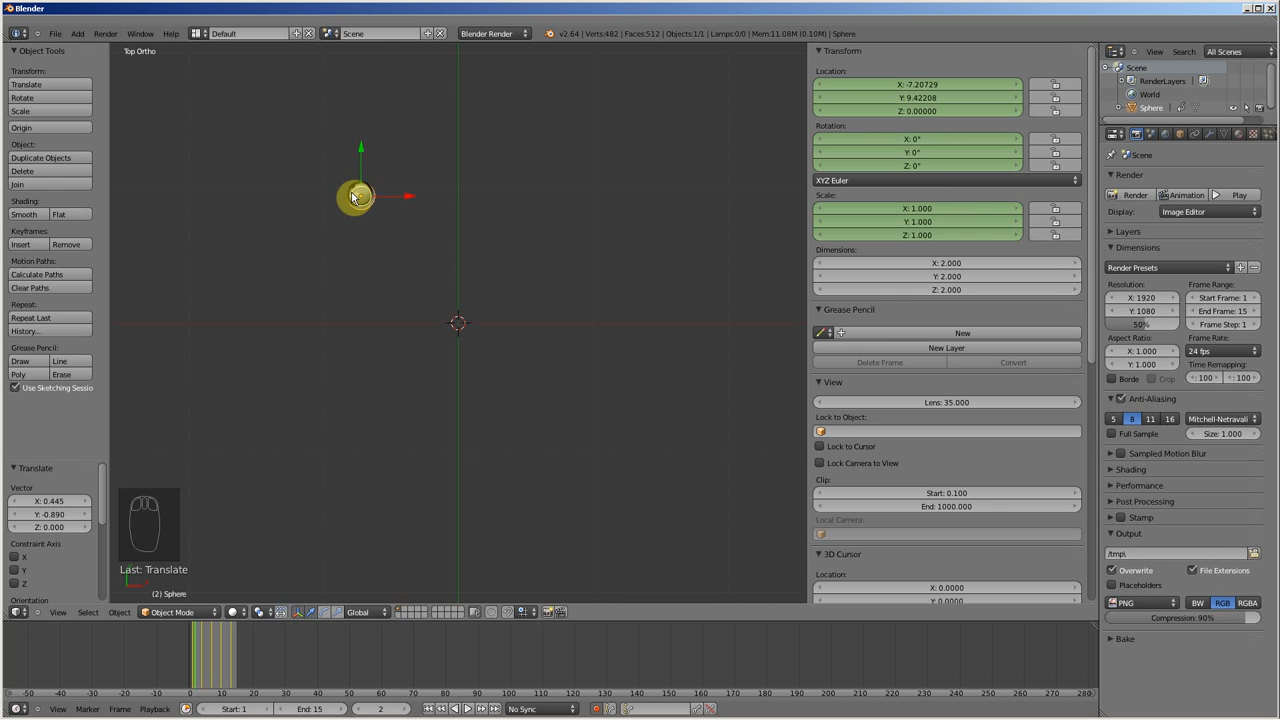 Blender
File Add Render Window Help Default Scene Blender Render v2.64 | Verts:482 | Faces:512 | Objects:1/1 | Lamps:0/0 | Mem:11.08M (0.10M) | Sphere
Object Tools
Transform:
Translate
Rotate
Scale
Origin
Object:
Duplicate Objects
Delete
Join
Shading:
Smooth Flat
Keyframes:
Insert Remove
Motion Paths:
Calculate Paths
Clear Paths
Repeat:
Repeat Last
History...
Grease Pencil:
Draw Line
Poly Erase
Use Sketching Sessio
Translate
Vector
X: 0.445
Y: -0.890
Z: 0.000
Constraint Axis
X
Y
Z
Orientation
Top Ortho
Last: Translate
(2) Sphere
Transform
Location:
X: -7.20729
Y: 9.42208
Z: 0.00000
Rotation:
X: 0°
Y: 0°
Z: 0°
XYZ Euler
Scale:
X: 1.000
Y: 1.000
Z: 1.000
Dimensions:
X: 2.000
Y: 2.000
Z: 2.000
Grease Pencil
New
New Layer
Delete Frame Convert
View
Lens: 35.000
Lock to Object:
Lock to Cursor
Lock Camera to View
Clip:
Start: 0.100
End: 1000.000
Local Camera:
3D Cursor
Location:
X: 0.0000
Y: 0.0000
View Search All Scenes
Scene
RenderLayers |
World
Sphere
Scene
Render
Render Animation Play
Display: Image Editor
Layers
Dimensions
Render Presets
Resolution: Frame Range:
X: 1920 Start Frame: 1
Y: 1080 End Frame: 15
50% Frame Step: 1
Aspect Ratio: Frame Rate:
X: 1.000 24 fps
Y: 1.000 Time Remapping:
Borde Crop : 100 : 100
Anti-Aliasing
5 8 11 16 Mitchell-Netravali
Full Sample Size: 1.000
Sampled Motion Blur
Shading
Performance
Post Processing
Stamp
Output
/tmp\
Overwrite File Extensions
Placeholders
PNG BW RGB RGBA
Compression: 90%
Bake
View Select Object Object Mode Global
-50 -40 -30 -20 -10 0 10 20 30 40 50 60 70 80 90 100 110 120 130 140 150 160 170 180 190 200 210 220 230 240 250 260 270 280
View Marker Frame Playback Start: 1 End: 15 2 No Sync